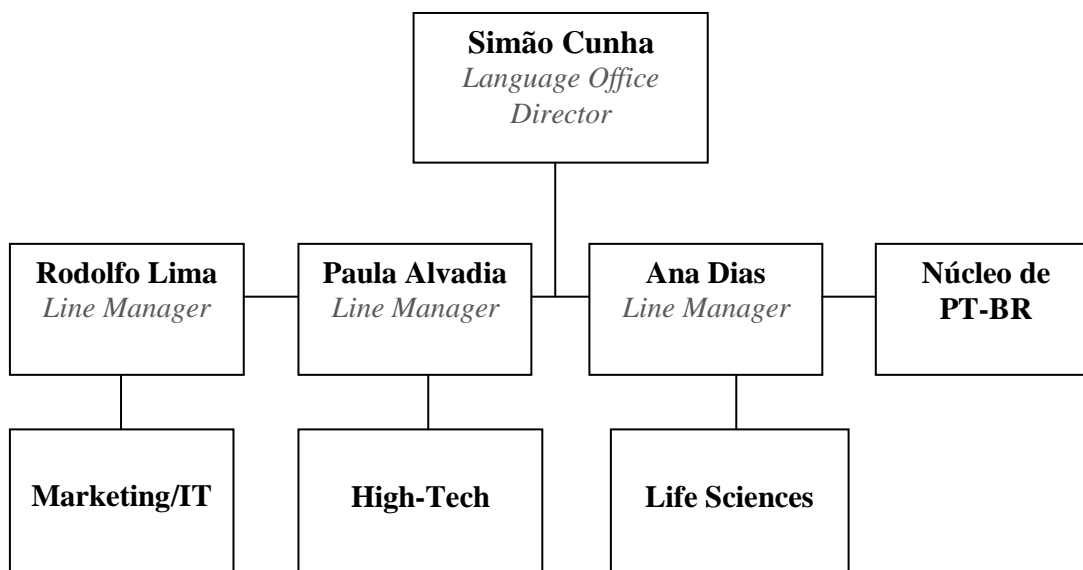 Simão Cunha
Language Office
Director
Rodolfo Lima
Line Manager
Paula Alvadia
Line Manager
Ana Dias
Line Manager
Núcleo de
PT-BR
Marketing/IT
High-Tech
Life Sciences